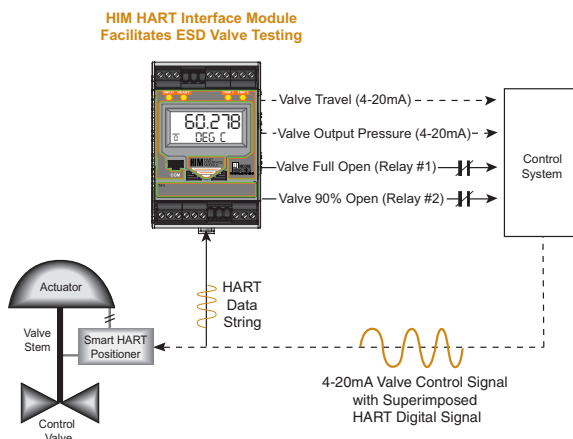 HIM HART Interface Module
Facilitates ESD Valve Testing
60.278
DEG C
HIM
COM
Valve Travel (4-20mA)
Valve Output Pressure (4-20mA)
Valve Full Open (Relay #1)
Valve 90% Open (Relay #2)
Control
System
HART
Data
String
Actuator
Valve
Stem
Smart HART
Positioner
Control
Valve
4-20mA Valve Control Signal
with Superimposed
HART Digital Signal